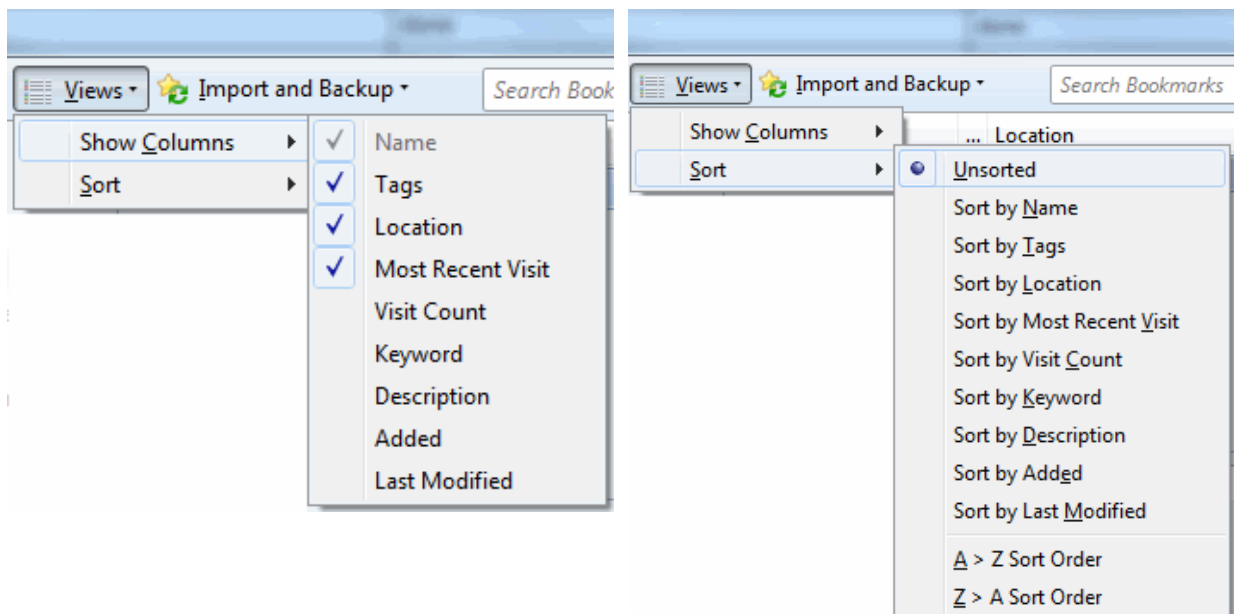 Views Import and Backup Search Book
Show Columns
Sort
Name
Tags
Location
Most Recent Visit
Visit Count
Keyword
Description
Added
Last Modified
Views Import and Backup Search Bookmarks
Show Columns
Sort
... Location
Unsorted
Sort by Name
Sort by Tags
Sort by Location
Sort by Most Recent Visit
Sort by Visit Count
Sort by Keyword
Sort by Description
Sort by Added
Sort by Last Modified
A > Z Sort Order
Z > A Sort Order